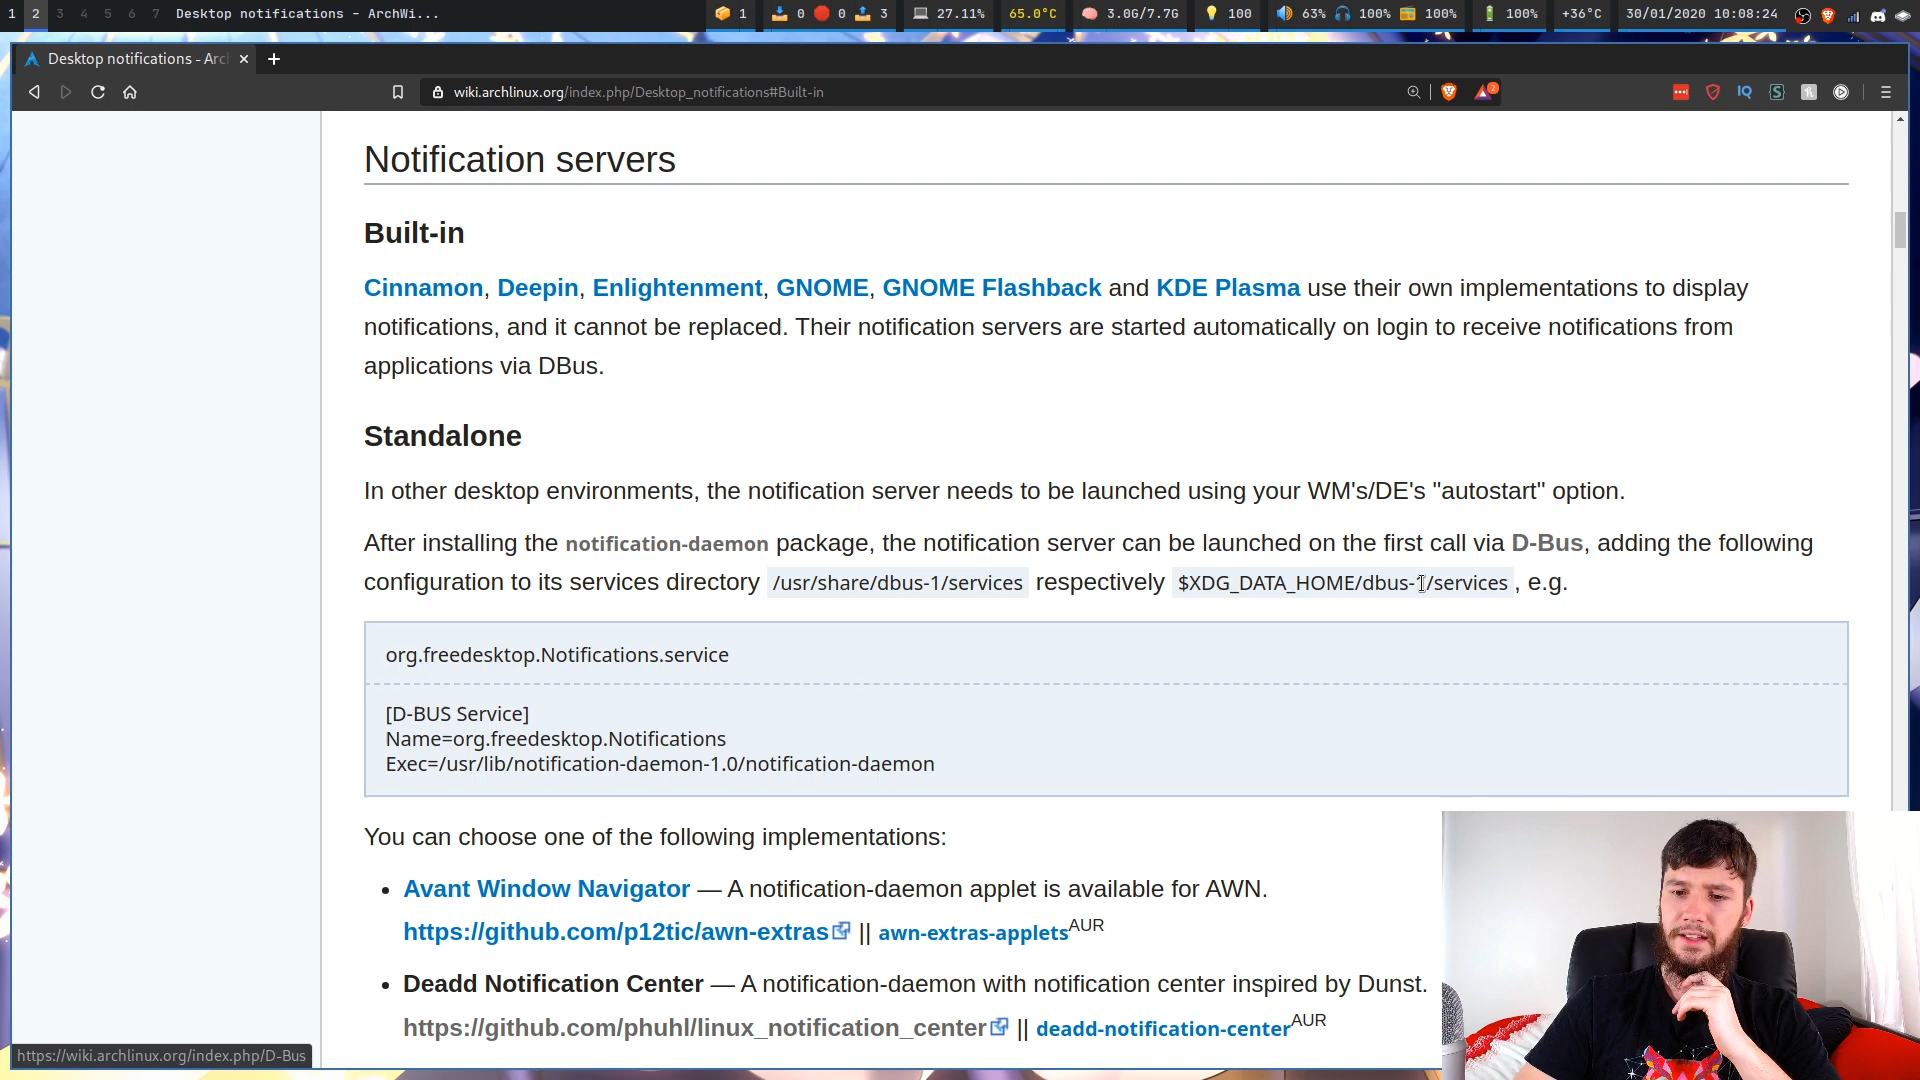 1 2 3 4 5 6 7 Desktop notifications - ArchWi... 1 0 0 3 27.11% 65.0°C 3.0G/7.7G 100 63% 100% 100% 100% +36°C 30/01/2020 10:08:24
Desktop notifications - Arc
wiki.archlinux.org/index.php/Desktop_notifications#Built-in 2 IQ
Notification servers
Built-in
Cinnamon, Deepin, Enlightenment, GNOME, GNOME Flashback and KDE Plasma use their own implementations to display
notifications, and it cannot be replaced. Their notification servers are started automatically on login to receive notifications from
applications via DBus.
Standalone
In other desktop environments, the notification server needs to be launched using your WM's/DE's "autostart" option.
After installing the notification-daemon package, the notification server can be launched on the first call via D-Bus, adding the following
configuration to its services directory /usr/share/dbus-1/services respectively $XDG_DATA_HOME/dbus-1/services, e.g.
org.freedesktop.Notifications.service
[D-BUS Service]
Name=org.freedesktop.Notifications
Exec=/usr/lib/notification-daemon-1.0/notification-daemon
You can choose one of the following implementations:
• Avant Window Navigator — A notification-daemon applet is available for AWN.
https://github.com/p12tic/awn-extras || awn-extras-applets AUR
• Deadd Notification Center — A notification-daemon with notification center inspired by Dunst.
https://github.com/phuhl/linux_notification_center || deadd-notification-center AUR
https://wiki.archlinux.org/index.php/D-Bus